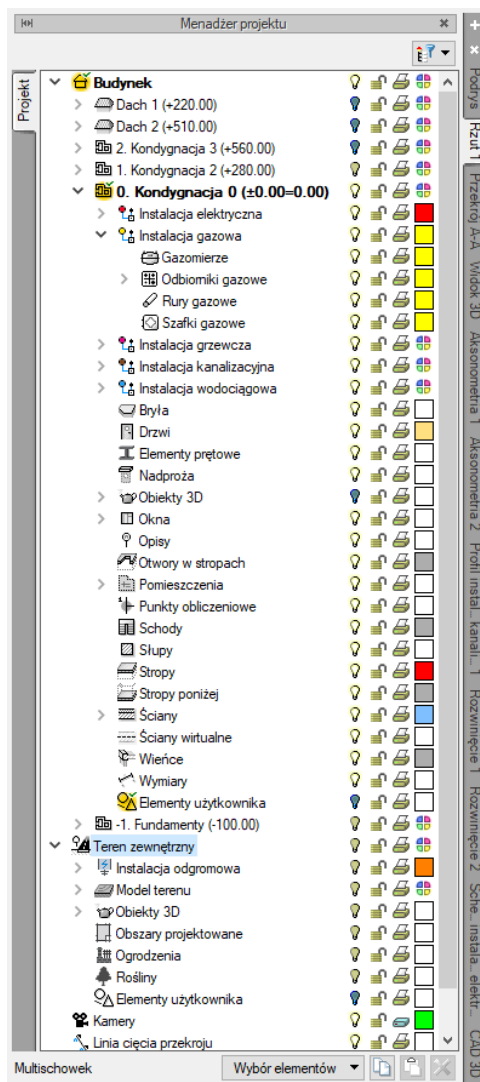 Menadżer projektu
Projekt
Budynek
Dach 1 (+220.00)
Dach 2 (+510.00)
2. Kondygnacja 3 (+560.00)
1. Kondygnacja 2 (+280.00)
0. Kondygnacja 0 (±0.00=0.00)
Instalacja elektryczna
Instalacja gazowa
Gazomierze
Odbiorniki gazowe
Rury gazowe
Szafki gazowe
Instalacja grzewcza
Instalacja kanalizacyjna
Instalacja wodociągowa
Bryła
Drzwi
Elementy prętowe
Nadproża
Obiekty 3D
Okna
Opisy
Otwory w stropach
Pomieszczenia
Punkty obliczeniowe
Schody
Słupy
Stropy
Stropy poniżej
Ściany
Ściany wirtualne
Wieńce
Wymiary
Elementy użytkownika
-1. Fundamenty (-100.00)
Teren zewnętrzny
Instalacja odgromowa
Model terenu
Obiekty 3D
Obszary projektowane
Ogrodzenia
Rośliny
Elementy użytkownika
Kamery
Linia cięcia przekroju
Multischowek
Wybór elementów
Podrys
Rzut 1
Przekrój A-A
Widok 3D
Aksonometria 1
Aksonometria 2
Profil instal... kanali... 1
Rozwinięcie 1
Rozwinięcie 2
Sche... instala... elektr...
CAD 3D